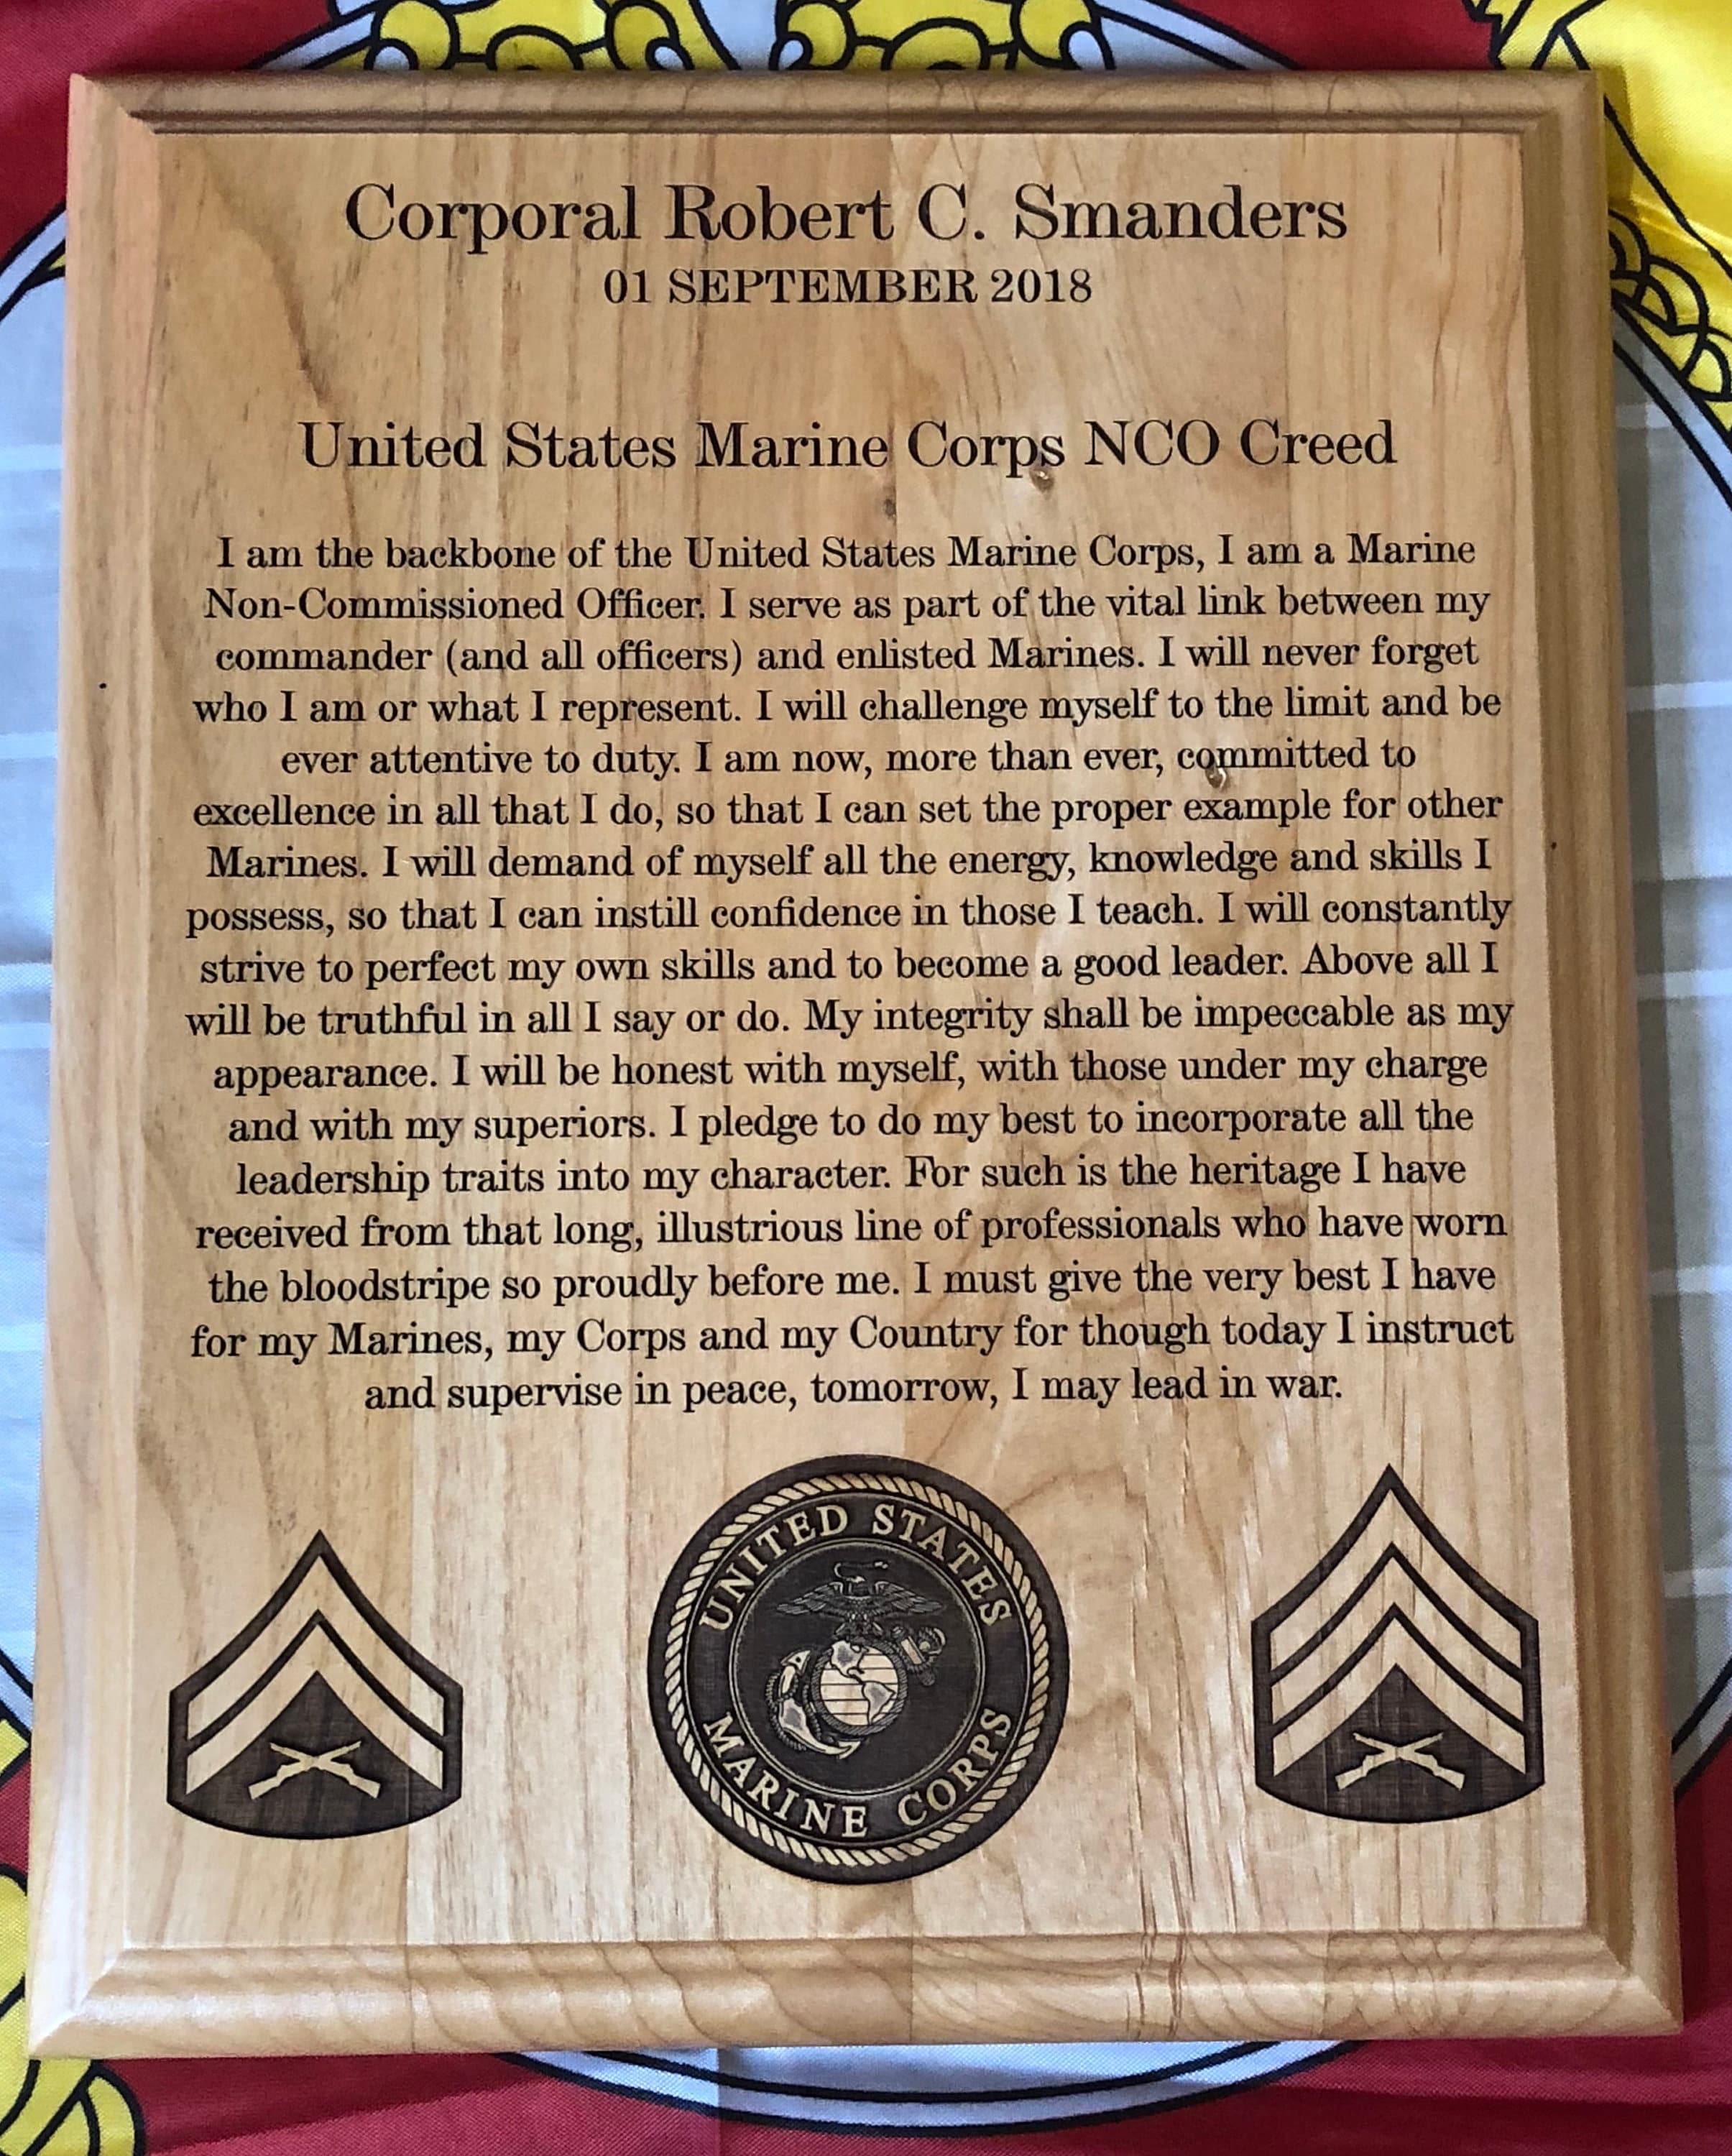 Corporal Robert C. Smanders
01 SEPTEMBER 2018
United States Marine Corps NCO Creed
I am the backbone of the United States Marine Corps, I am a Marine
Non-Commissioned Officer. I serve as part of the vital link between my
commander (and all officers) and enlisted Marines. I will never forget
who I am or what I represent. I will challenge myself to the limit and be
ever attentive to duty. I am now, more than ever, committed to
excellence in all that I do, so that I can set the proper example for other
Marines. I will demand of myself all the energy, knowledge and skills I
possess, so that I can instill confidence in those I teach. I will constantly
strive to perfect my own skills and to become a good leader. Above all I
will be truthful in all I say or do. My integrity shall be impeccable as my
appearance. I will be honest with myself, with those under my charge
and with my superiors. I pledge to do my best to incorporate all the
leadership traits into my character. For such is the heritage I have
received from that long, illustrious line of professionals who have worn
the bloodstripe so proudly before me. I must give the very best I have
for my Marines, my Corps and my Country for though today I instruct
and supervise in peace, tomorrow, I may lead in war.
UNITED STATES
MARINE CORPS